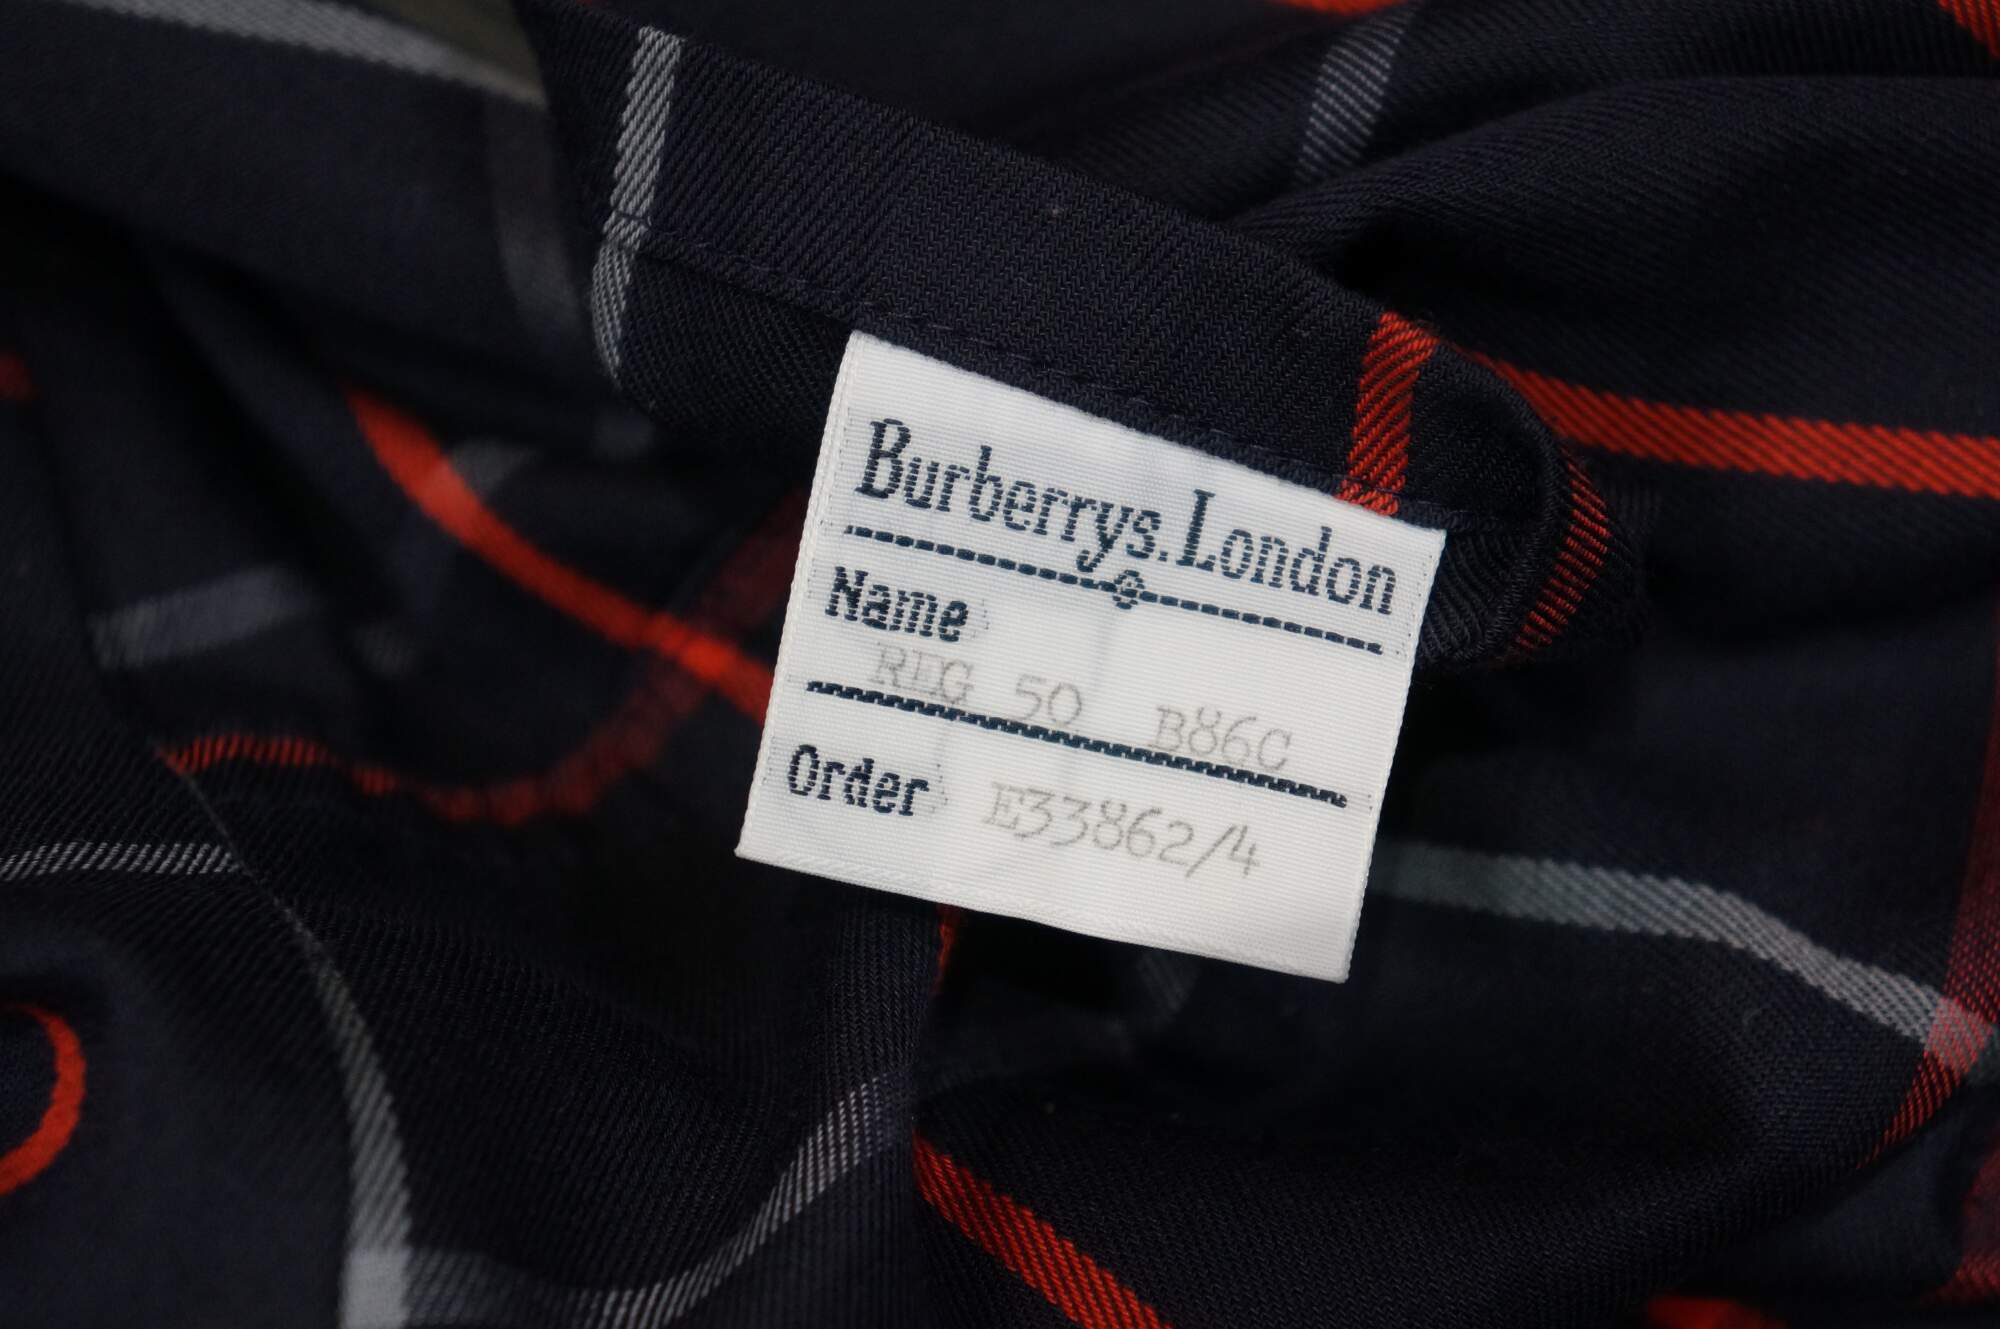 Burberrys. London
Name
REG 50 B86C
Order E33862/4